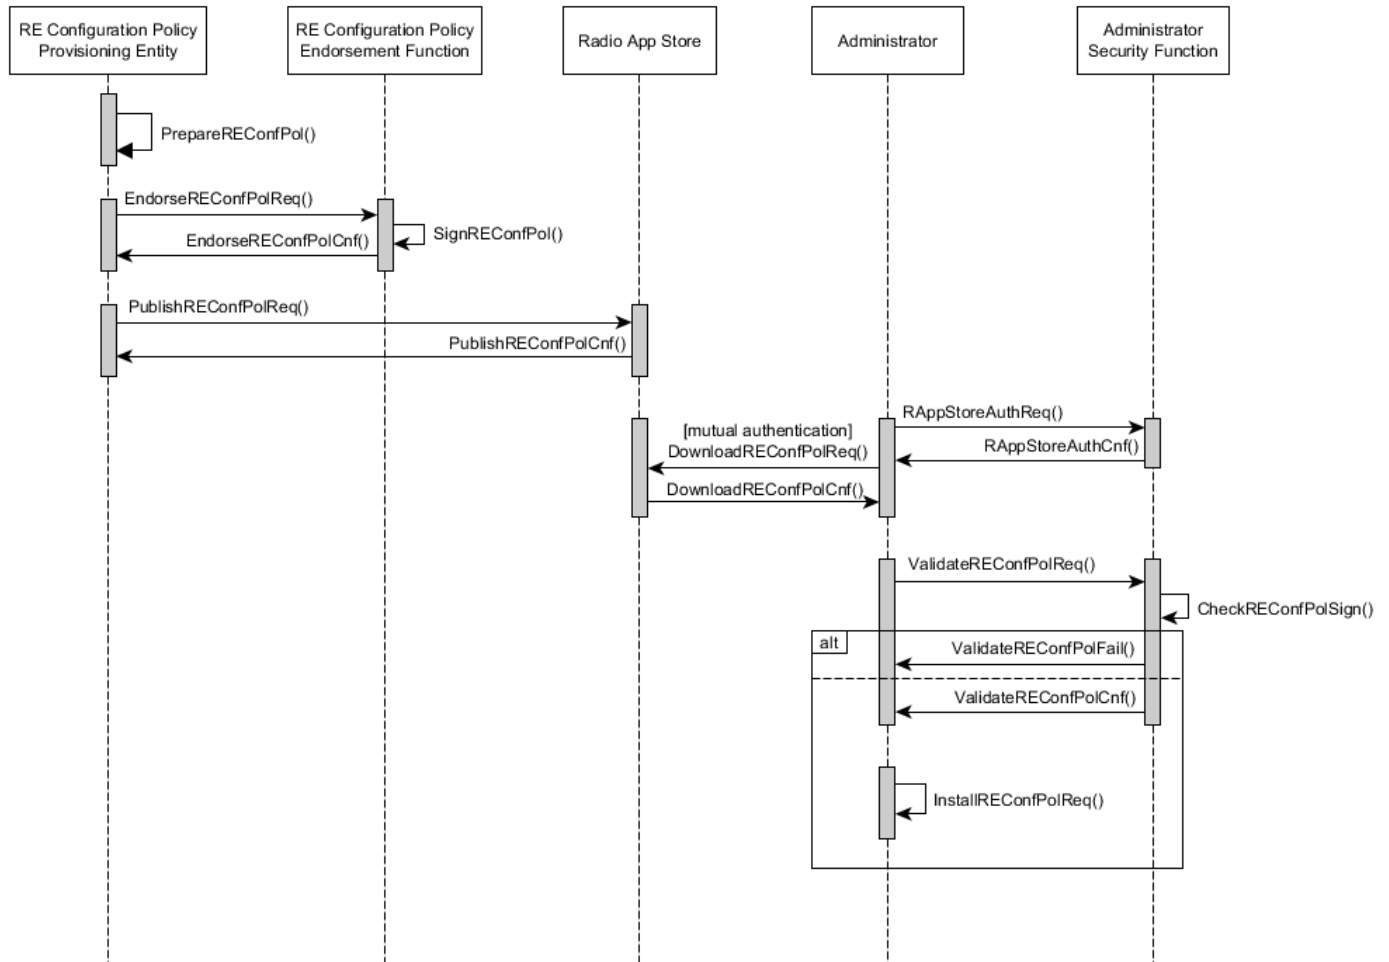 RE Configuration Policy
Provisioning Entity
RE Configuration Policy
Endorsement Function
Radio App Store
Administrator
Administrator
Security Function
PrepareREConfPol()
EndorseREConfPolReq()
SignREConfPol()
EndorseREConfPolCnf()
PublishREConfPolReq()
PublishREConfPolCnf()
RAppStoreAuthReq()
[mutual authentication]
RAppStoreAuthCnf()
DownloadREConfPolReq()
DownloadREConfPolCnf()
ValidateREConfPolReq()
CheckREConfPolSign()
alt
ValidateREConfPolFail()
ValidateREConfPolCnf()
InstallREConfPolReq()